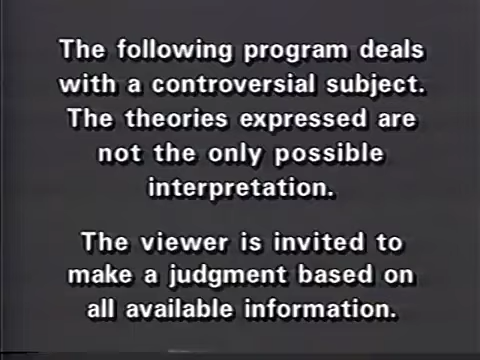 The following program deals
with a controversial subject.
The theories expressed are
not the only possible
interpretation.
The viewer is invited to
make a judgment based on
all available information.